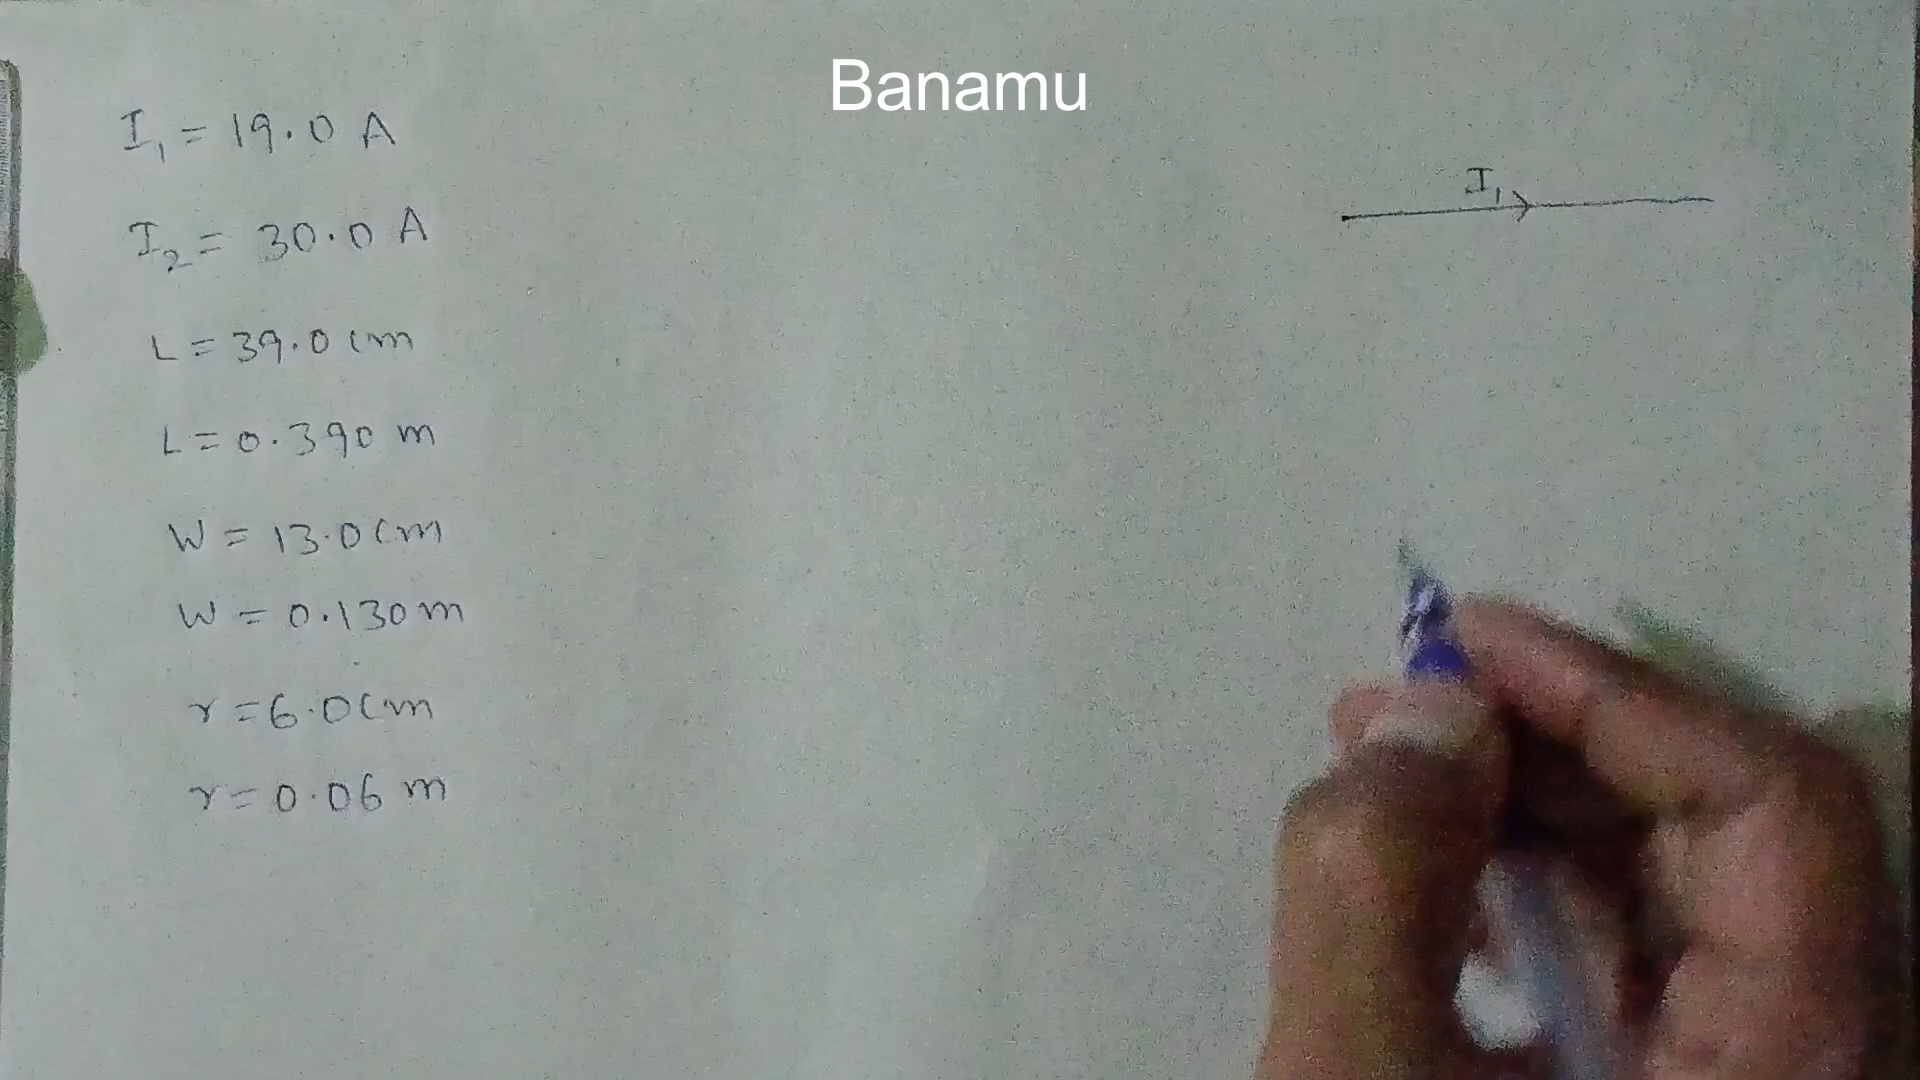 Banamu
I₁ = 19.0 A
I₁
I₂ = 30.0 A
L = 39.0 cm
L = 0.390 m
W = 13.0 cm
W = 0.130 m
r = 6.0 cm
r = 0.06 m